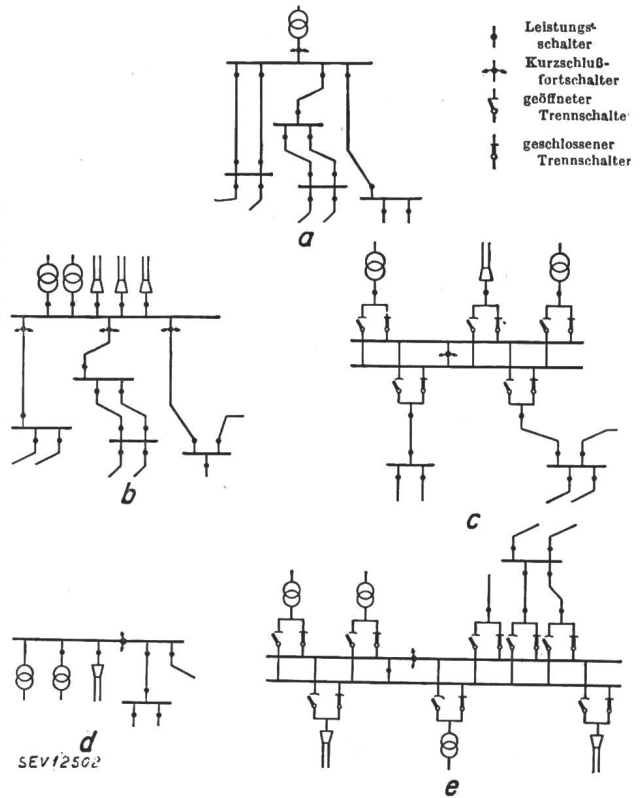 Leistungs-
schalter
Kurzschluß-
fortschalter
geöffneter
Trennschalte
geschlossener
Trennschalter
a
b
c
d
e
SEV12502